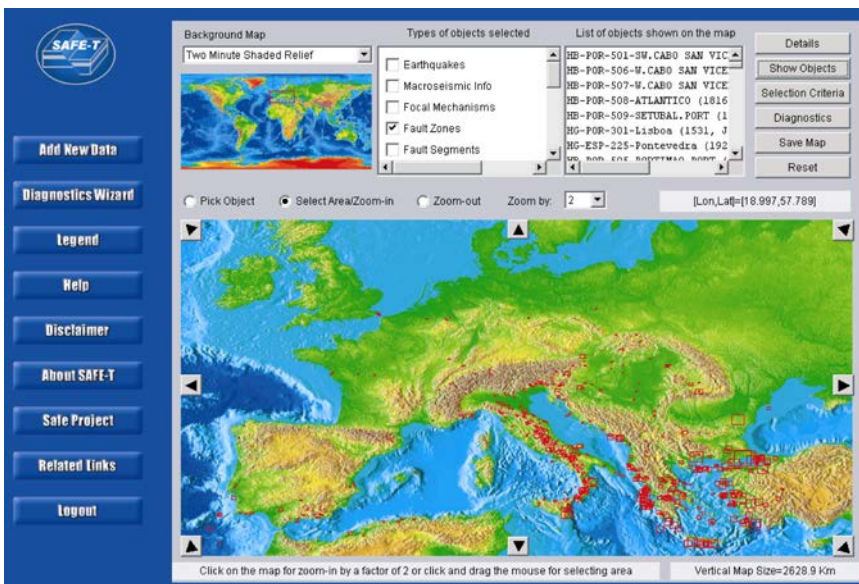 SAFE-T
Add New Data
Diagnostics Wizard
Legend
Help
Disclaimer
About SAFE-T
Safe Project
Related Links
Logout
Background Map
Two Minute Shaded Relief
Types of objects selected
Earthquakes
Macroseismic Info
Focal Mechanisms
Fault Zones
Fault Segments
List of objects shown on the map
HB-POR-501-SW.CABO SAN VIC
HB-POR-506-W.CABO SAN VICE
HB-POR-507-W.CABO SAN VICE
HB-POR-508-ATLANTICO (1816
HB-POR-509-SETUBAL.PORT (1
HG-POR-301-Lisboa (1531, J
HG-ESP-225-Pontevedra (192
Details
Show Objects
Selection Criteria
Diagnostics
Save Map
Reset
Pick Object
Select Area/Zoom-in
Zoom-out
Zoom by:
2
[Lon,Lat]=[18.997,57.789]
Click on the map for zoom-in by a factor of 2 or click and drag the mouse for selecting area
Vertical Map Size=2628.9 Km